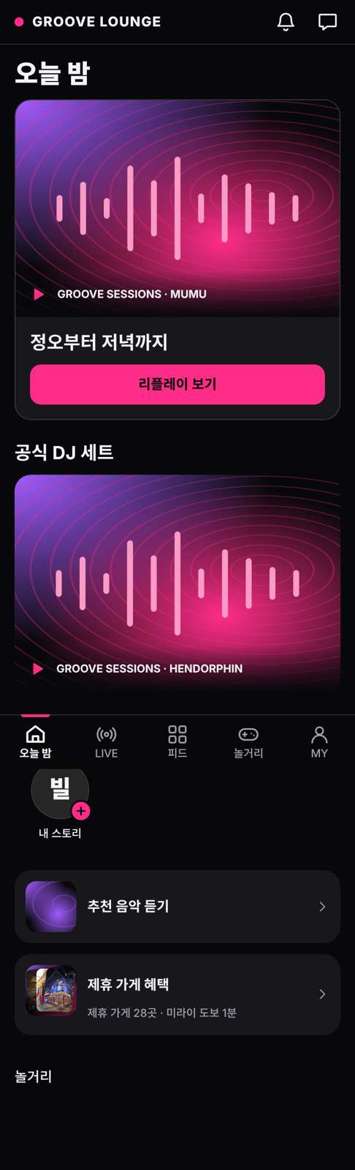 GROOVE LOUNGE
오늘 밤
GROOVE SESSIONS · MUMU
정오부터 저녁까지
리플레이 보기
공식 DJ 세트
GROOVE SESSIONS · HENDORPHIN
오늘 밤
LIVE
피드
놀거리
MY
빌
내 스토리
추천 음악 듣기
제휴 가게 혜택
제휴 가게 28곳 · 미라이 도보 1분
놀거리